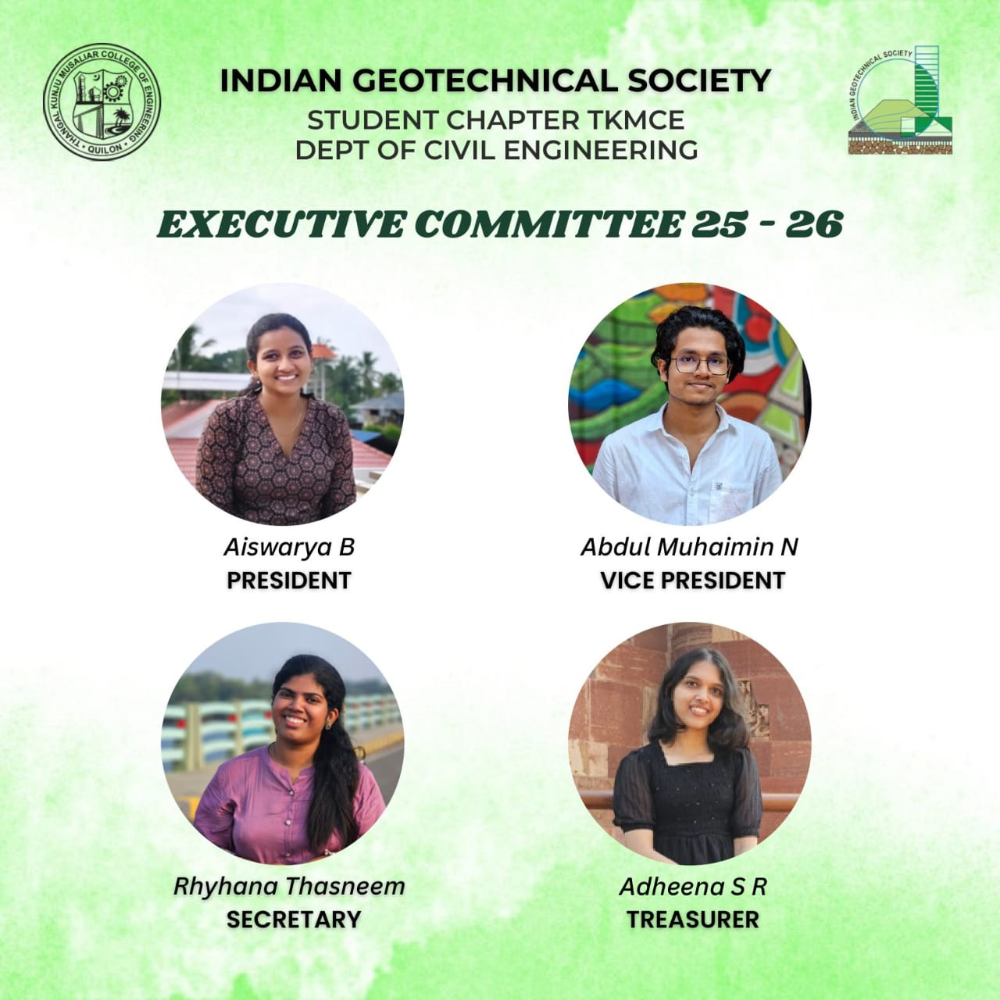 THANGAL KUNJU MUSALIAR COLLEGE OF ENGINEERING
QUILON
INDIAN GEOTECHNICAL SOCIETY
STUDENT CHAPTER TKMCE
DEPT OF CIVIL ENGINEERING
INDIAN GEOTECHNICAL SOCIETY
EXECUTIVE COMMITTEE 25 - 26
Aiswarya B
PRESIDENT
Abdul Muhaimin N
VICE PRESIDENT
Rhyhana Thasneem
SECRETARY
Adheena S R
TREASURER